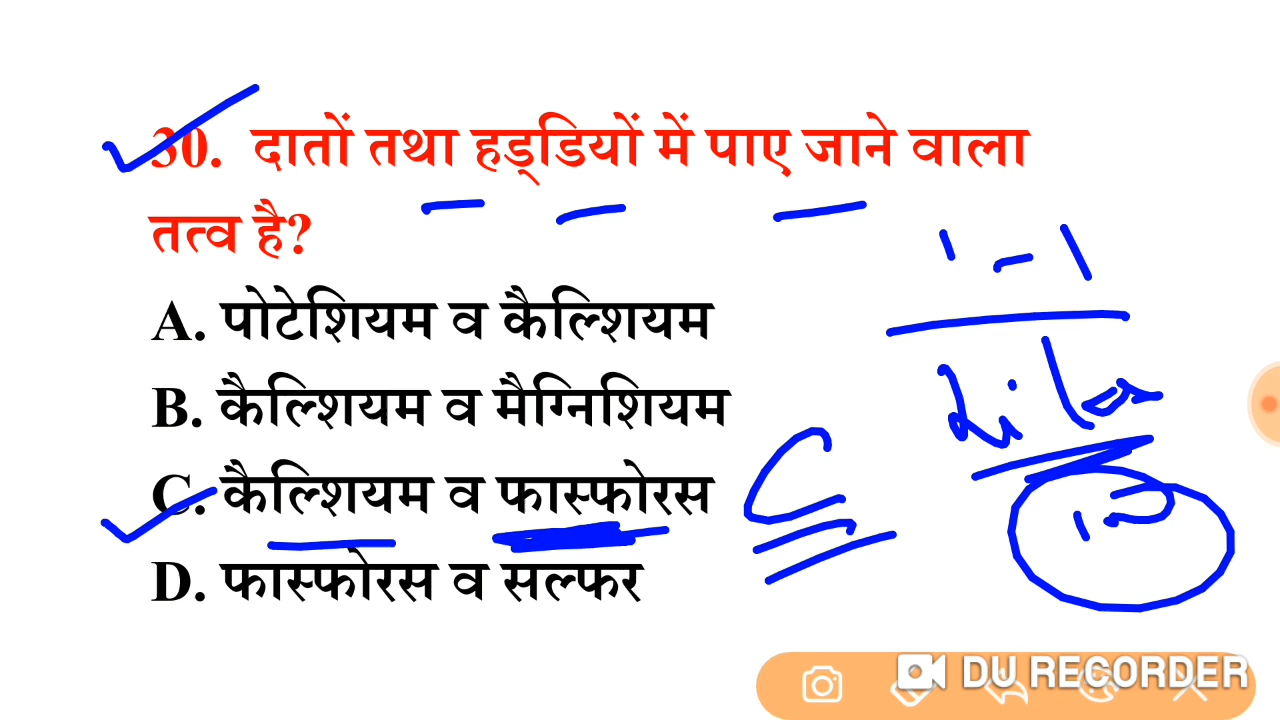 30. दातों तथा हड्डियों में पाए जाने वाला
तत्व है?
A. पोटेशियम व कैल्शियम
B. कैल्शियम व मैग्निशियम
C. कैल्शियम व फास्फोरस
D. फास्फोरस व सल्फर
DU RECORDER